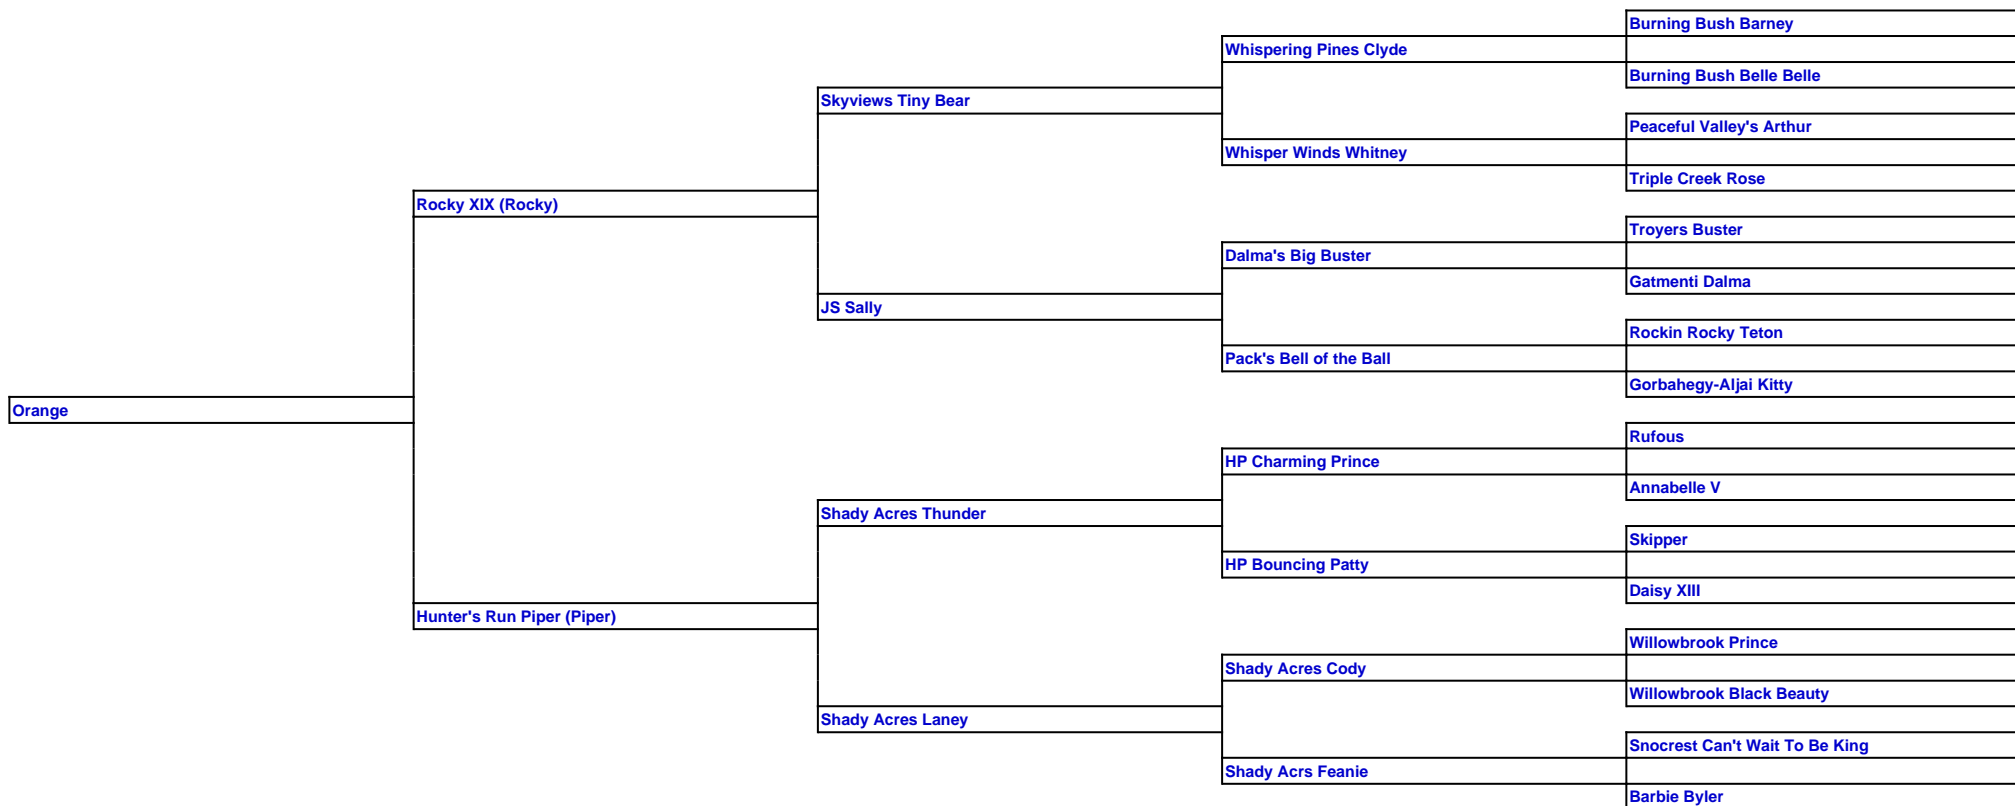 Burning Bush Barney
Whispering Pines Clyde
Burning Bush Belle Belle
Skyviews Tiny Bear
Peaceful Valley's Arthur
Whisper Winds Whitney
Triple Creek Rose
Rocky XIX (Rocky)
Troyers Buster
Dalma's Big Buster
Gatmenti Dalma
JS Sally
Rockin Rocky Teton
Pack's Bell of the Ball
Gorbahegy-Aljai Kitty
Orange
Rufous
HP Charming Prince
Annabelle V
Shady Acres Thunder
Skipper
HP Bouncing Patty
Daisy XIII
Hunter's Run Piper (Piper)
Willowbrook Prince
Shady Acres Cody
Willowbrook Black Beauty
Shady Acres Laney
Snocrest Can't Wait To Be King
Shady Acrs Feanie
Barbie Byler